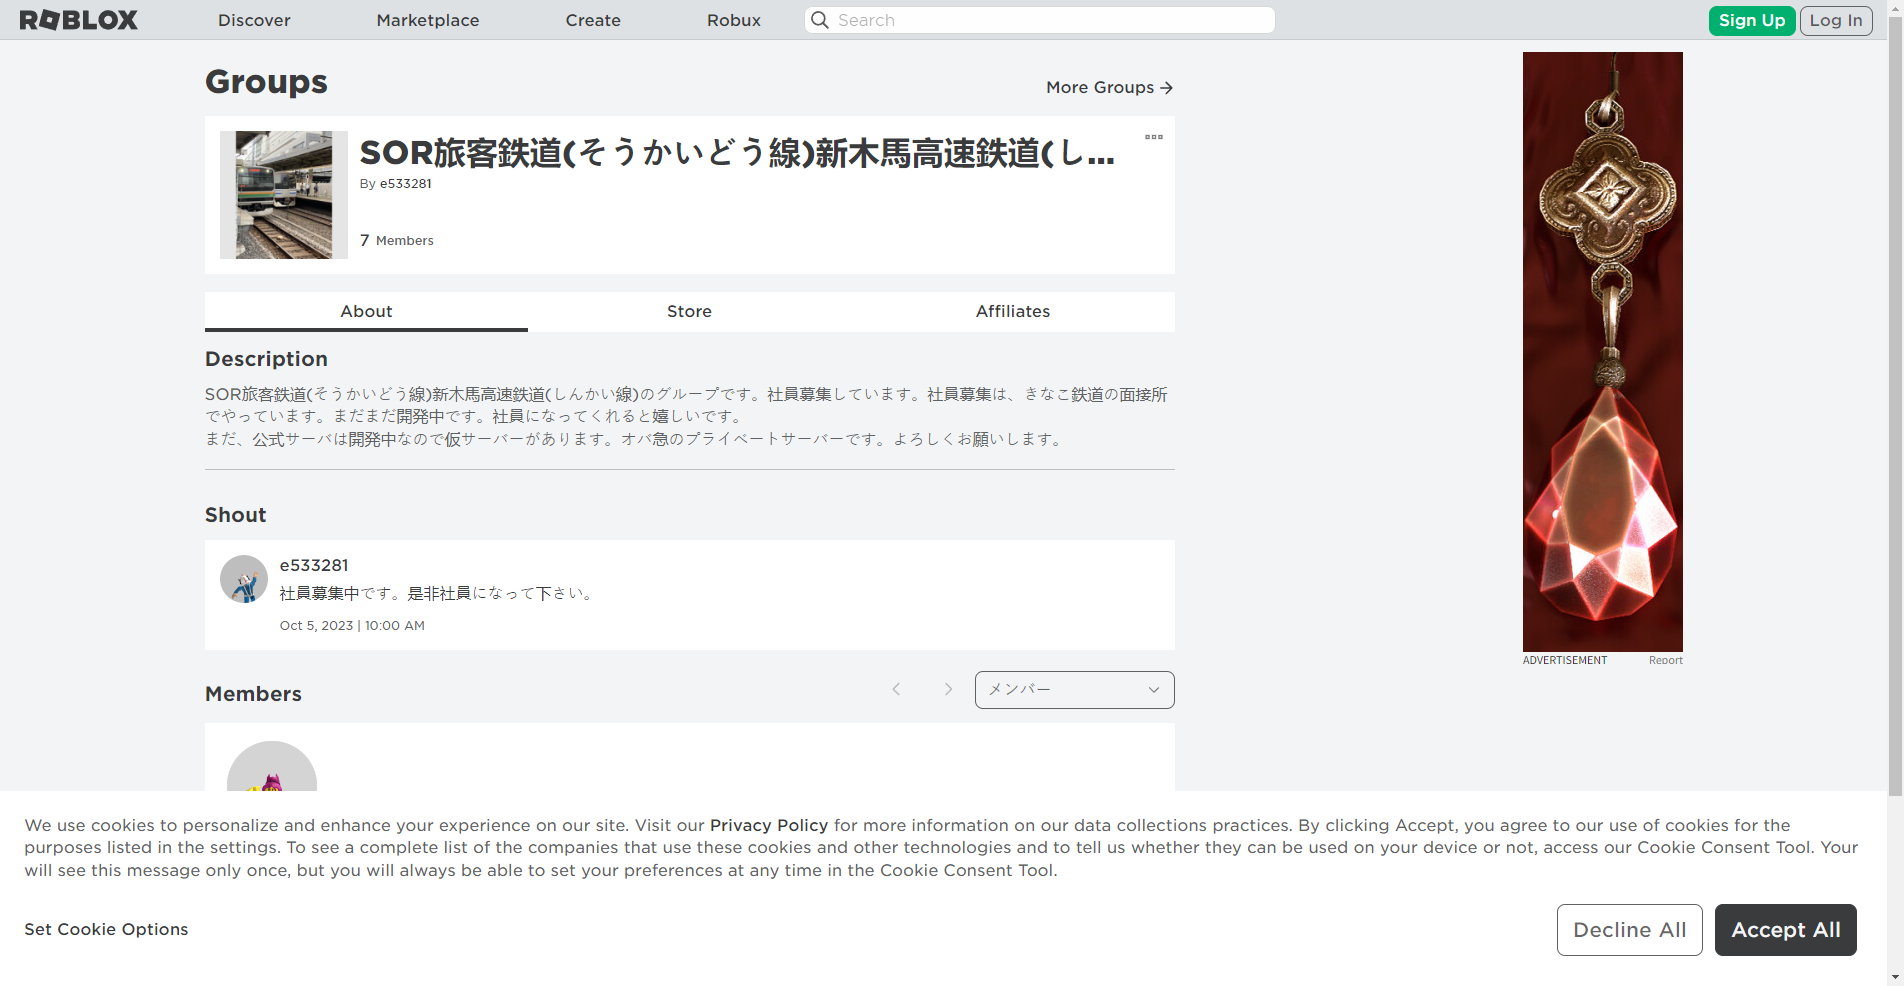 ROBLOX
Discover
Marketplace
Create
Robux
Search
Sign Up
Log In
Groups
More Groups
SOR旅客鉄道(そうかいどう線)新木馬高速鉄道(し...
By e533281
7 Members
About
Store
Affiliates
Description
SOR旅客鉄道(そうかいどう線)新木馬高速鉄道(しんかい線)のグループです。社員募集しています。社員募集は、きなこ鉄道の面接所
でやっています。まだまだ開発中です。社員になってくれると嬉しいです。
まだ、公式サーバは開発中なので仮サーバーがあります。オバ急のプライベートサーバーです。よろしくお願いします。
Shout
e533281
社員募集中です。是非社員になって下さい。
Oct 5, 2023 | 10:00 AM
ADVERTISEMENT
Report
Members
メンバー
We use cookies to personalize and enhance your experience on our site. Visit our Privacy Policy for more information on our data collections practices. By clicking Accept, you agree to our use of cookies for the
purposes listed in the settings. To see a complete list of the companies that use these cookies and other technologies and to tell us whether they can be used on your device or not, access our Cookie Consent Tool. Your
will see this message only once, but you will always be able to set your preferences at any time in the Cookie Consent Tool.
Set Cookie Options
Decline All
Accept All